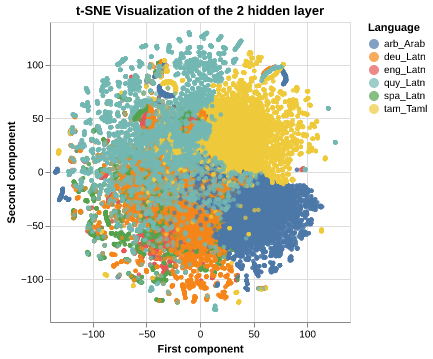 t-SNE Visualization of the 2 hidden layer
Language
arb_Arab
deu_Latn
eng_Latn
quy_Latn
spa_Latn
tam_Taml
Second component
100
50
0
−50
−100
−100
−50
0
50
100
First component